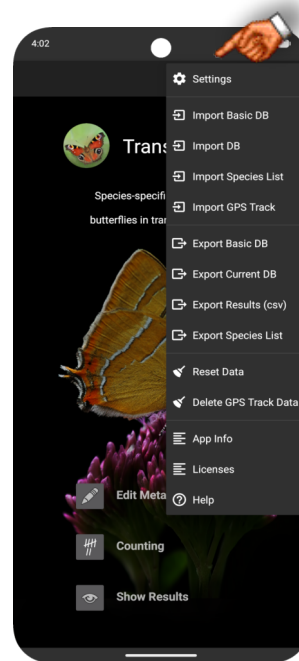 4:02
Settings
Import Basic DB
Trans
Import DB
Import Species List
Species-specifi
Import GPS Track
butterflies in tran
Export Basic DB
Export Current DB
Export Results (csv)
Export Species List
Reset Data
Delete GPS Track Data
App Info
Licenses
Edit Meta
Help
Counting
Show Results